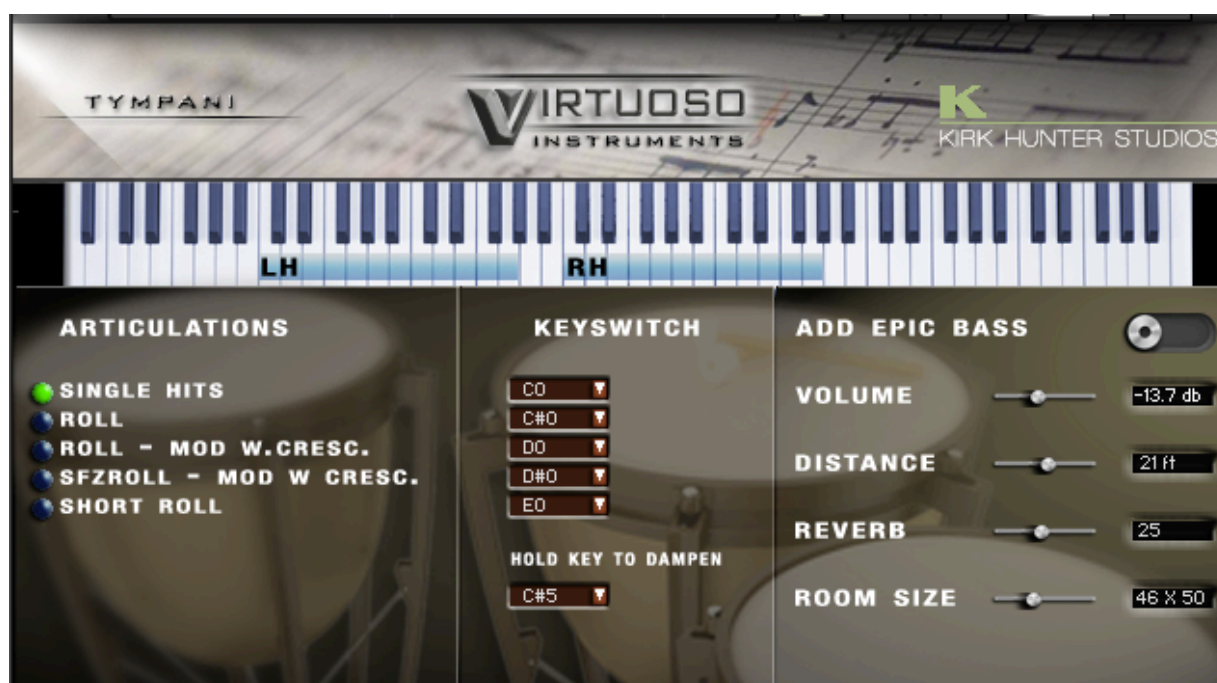 TYMPANI
VIRTUOSO
INSTRUMENTS
K
KIRK HUNTER STUDIOS
LH
RH
ARTICULATIONS
SINGLE HITS
ROLL
ROLL - MOD W.CRESC.
SFZROLL - MOD W CRESC.
SHORT ROLL
KEYSWITCH
C0
C#0
D0
D#0
E0
HOLD KEY TO DAMPEN
C#5
ADD EPIC BASS
VOLUME -13.7 db
DISTANCE 21 ft
REVERB 25
ROOM SIZE 46 X 50